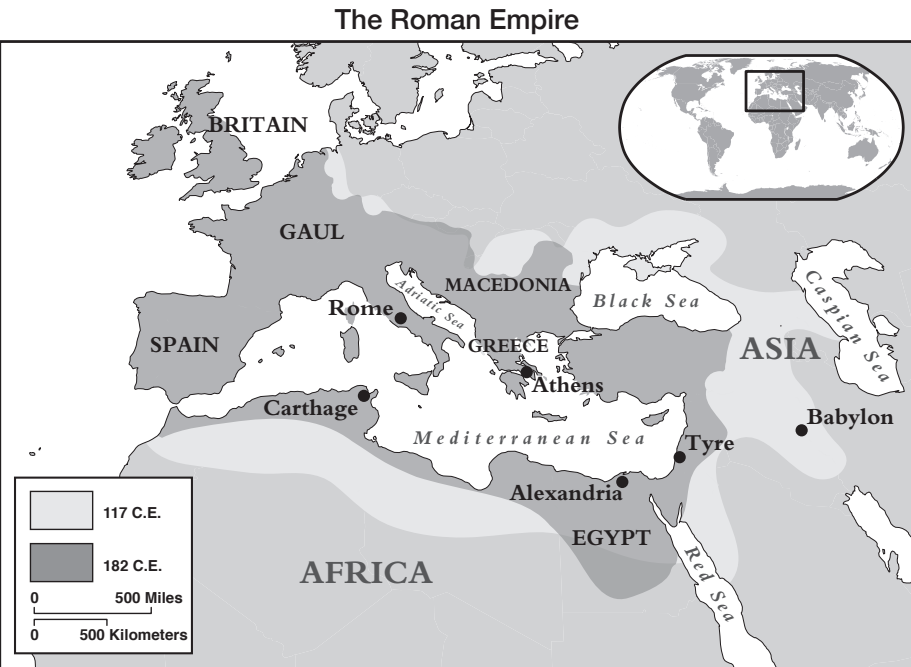 The Roman Empire
BRITAIN
GAUL
MACEDONIA
Adriatic Sea
Black Sea
Caspian Sea
Rome
SPAIN
GREECE
ASIA
Athens
Carthage
Babylon
Mediterranean Sea
Tyre
Alexandria
EGYPT
AFRICA
Red Sea
117 C.E.
182 C.E.
0 500 Miles
0 500 Kilometers